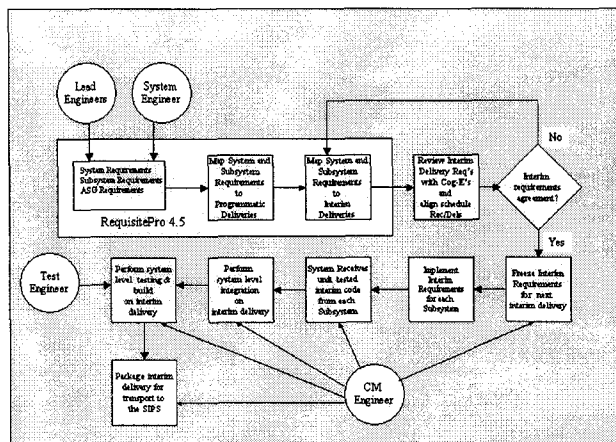 Lead
Engineers
System
Engineer
No
System Requirements
Subsystem Requirements
ASG Requirements
Map System and
Subsystem
Requirements
to
Programmatic
Deliveries
Map System and
Subsystem
Requirements
to
Interim
Deliveries
Review Interim
Delivery Req's
with Cog-E's
and
align schedule
Rec/Dels
Interim
requirements
agreement?
RequisitePro 4.5
Yes
Test
Engineer
Perform system
level testing &
build
on interim
delivery
Perform
system level
integration
on
interim delivery
System Receives
unit tested
interim code
from each
Subsystem
Implement
Interim
Requirements
for each
Subsystem
Freeze Interim
Requirements
for next
interim delivery
Package interim
delivery for
transport to
the SIPS
CM
Engineer